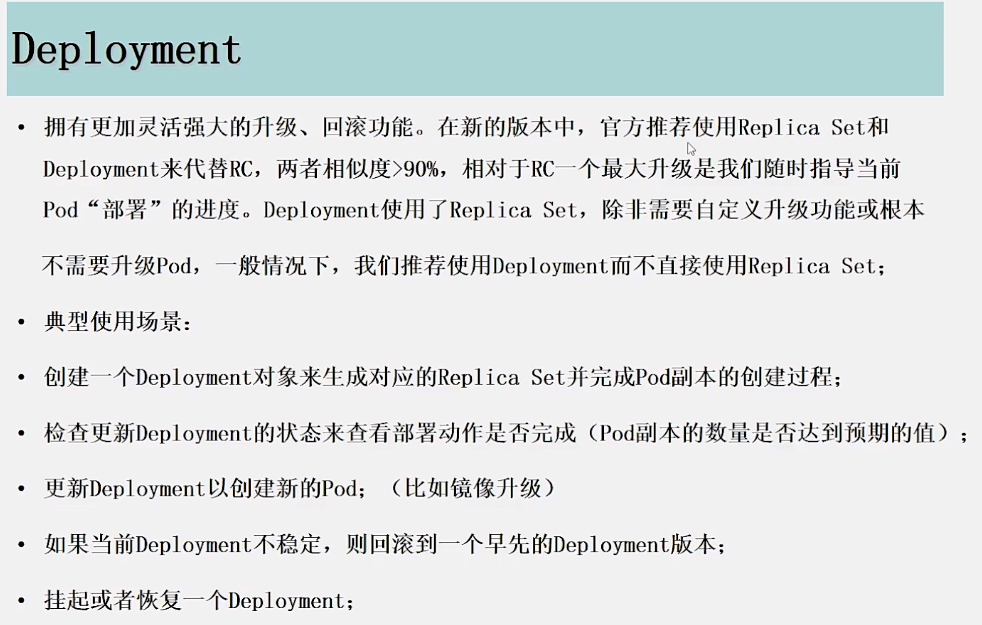 Deployment
• 拥有更加灵活强大的升级、回滚功能。在新的版本中，官方推荐使用Replica Set和
Deployment来代替RC，两者相似度>90%，相对于RC一个最大升级是我们随时指导当前
Pod“部署”的进度。Deployment使用了Replica Set，除非需要自定义升级功能或根本
不需要升级Pod，一般情况下，我们推荐使用Deployment而不直接使用Replica Set；
• 典型使用场景：
• 创建一个Deployment对象来生成对应的Replica Set并完成Pod副本的创建过程；
• 检查更新Deployment的状态来查看部署动作是否完成（Pod副本的数量是否达到预期的值）；
• 更新Deployment以创建新的Pod；（比如镜像升级）
• 如果当前Deployment不稳定，则回滚到一个早先的Deployment版本；
• 挂起或者恢复一个Deployment；